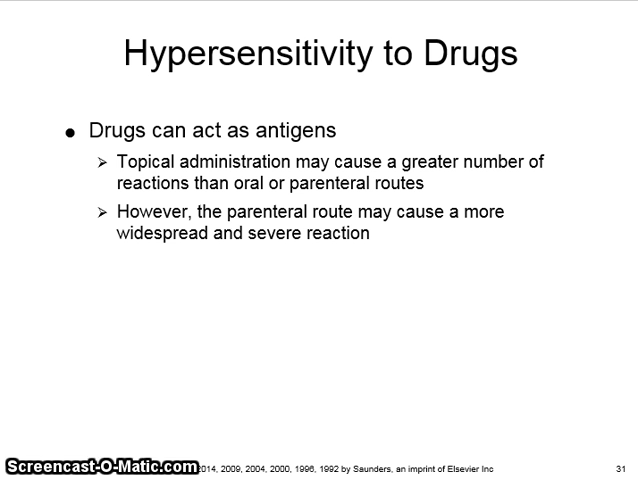 Hypersensitivity to Drugs
● Drugs can act as antigens
➢ Topical administration may cause a greater number of
reactions than oral or parenteral routes
➢ However, the parenteral route may cause a more
widespread and severe reaction
Screencast-O-Matic.com 2014, 2009, 2004, 2000, 1996, 1992 by Saunders, an imprint of Elsevier Inc 31